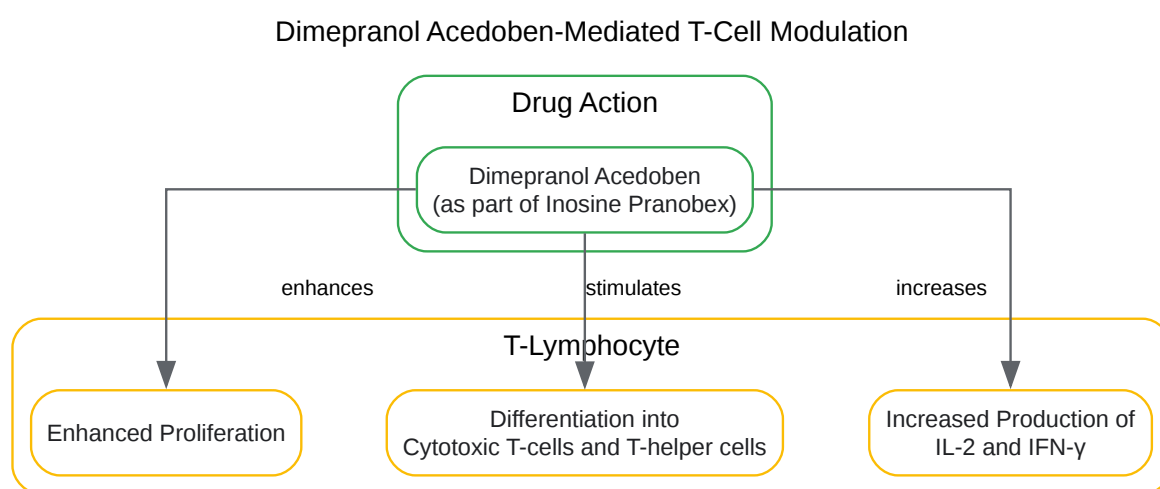 Dimepranol Acedoben-Mediated T-Cell Modulation
Drug Action
Dimepranol Acedoben
(as part of Inosine Pranobex)
enhances
stimulates
increases
T-Lymphocyte
Enhanced Proliferation
Differentiation into
Cytotoxic T-cells and T-helper cells
Increased Production of
IL-2 and IFN-γ